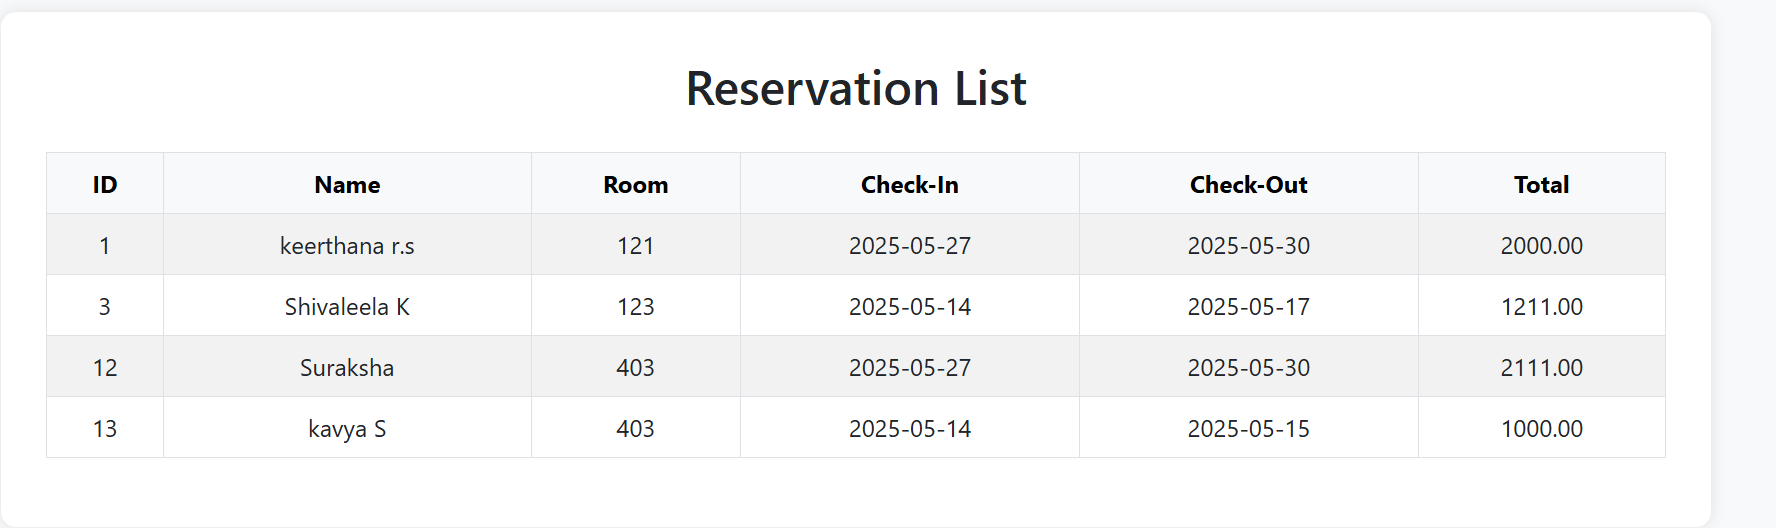 Reservation List
ID Name Room Check-In Check-Out Total
1 keerthana r.s 121 2025-05-27 2025-05-30 2000.00
3 Shivaleela K 123 2025-05-14 2025-05-17 1211.00
12 Suraksha 403 2025-05-27 2025-05-30 2111.00
13 kavya S 403 2025-05-14 2025-05-15 1000.00